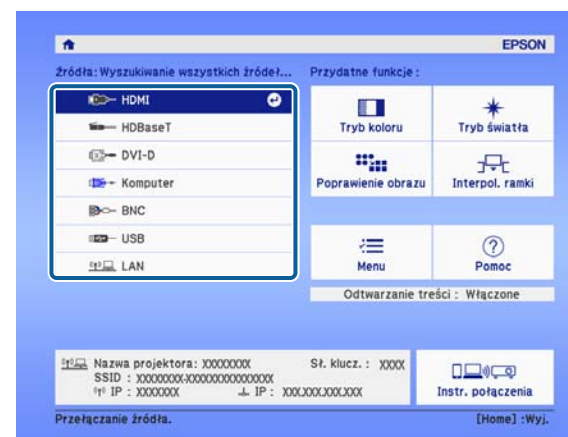 EPSON
źródła: Wyszukiwanie wszystkich źródeł...
Przydatne funkcje :
HDMI
HDBaseT
DVI-D
Komputer
BNC
USB
LAN
Tryb koloru
Tryb światła
Poprawienie obrazu
Interpol. ramki
Menu
Pomoc
Odtwarzanie treści : Włączone
Nazwa projektora: XXXXXXXX
Sł. klucz. : XXXX
SSID : XXXXXXXX-XXXXXXXXXXXXXXXX
IP : XXXXXXX
IP : XXX.XXX.XXX.XXX
Instr. połączenia
Przełączanie źródła.
[Home] :Wyj.